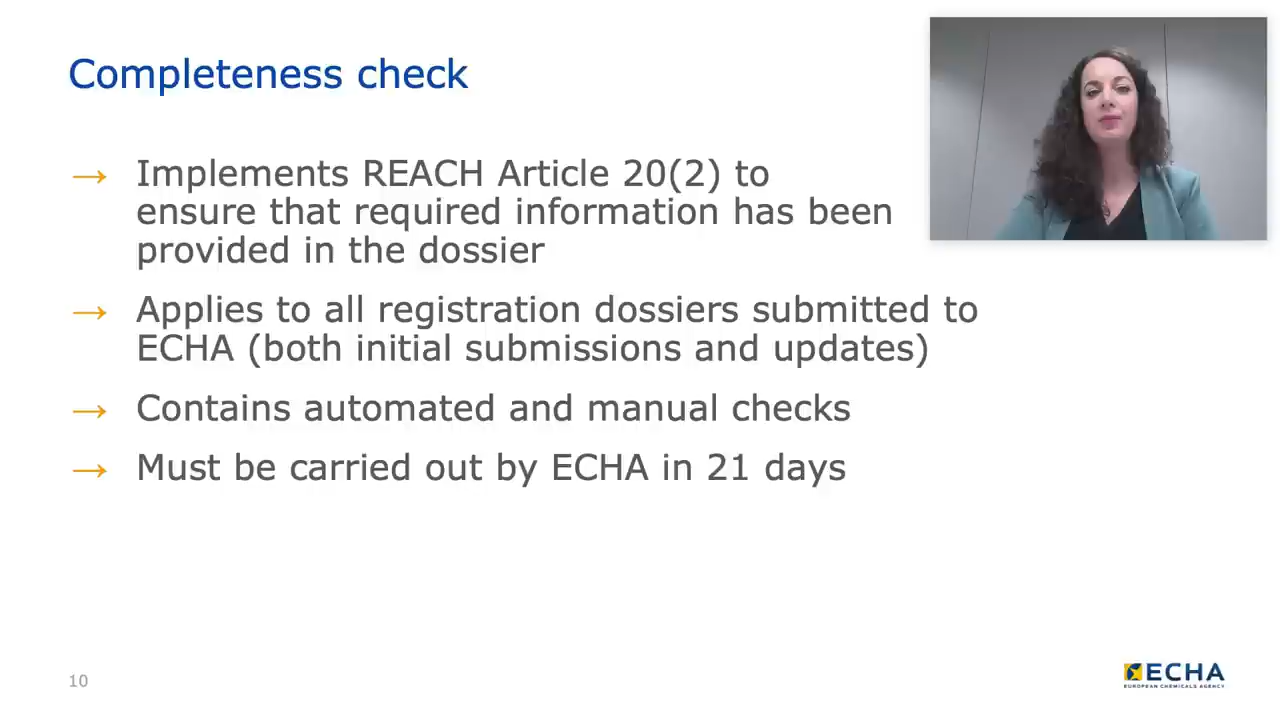 Completeness check
→ Implements REACH Article 20(2) to
ensure that required information has been
provided in the dossier
→ Applies to all registration dossiers submitted to
ECHA (both initial submissions and updates)
→ Contains automated and manual checks
→ Must be carried out by ECHA in 21 days
10
ECHA
EUROPEAN CHEMICALS AGENCY